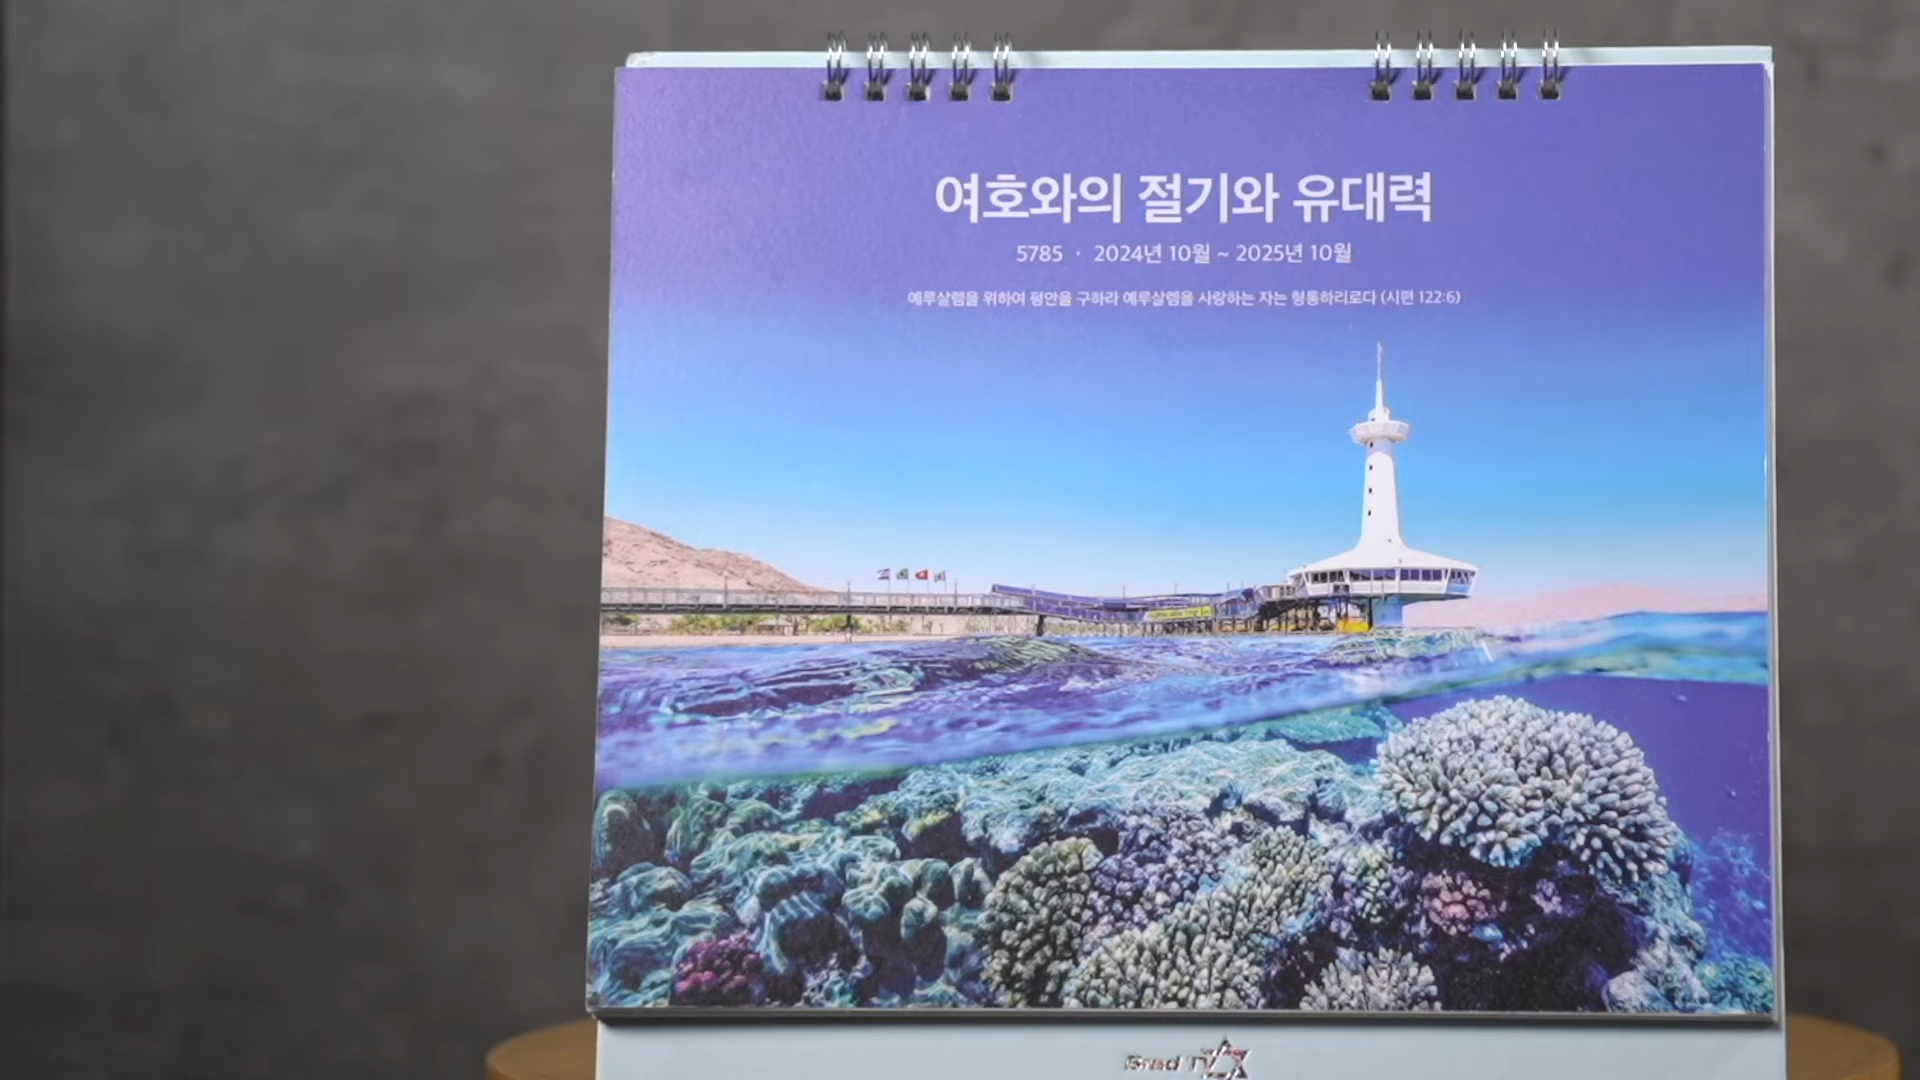 여호와의 절기와 유대력
5785 · 2024년 10월 ~ 2025년 10월
예루살렘을 위하여 평안을 구하라 예루살렘을 사랑하는 자는 형통하리로다 (시편 122:6)